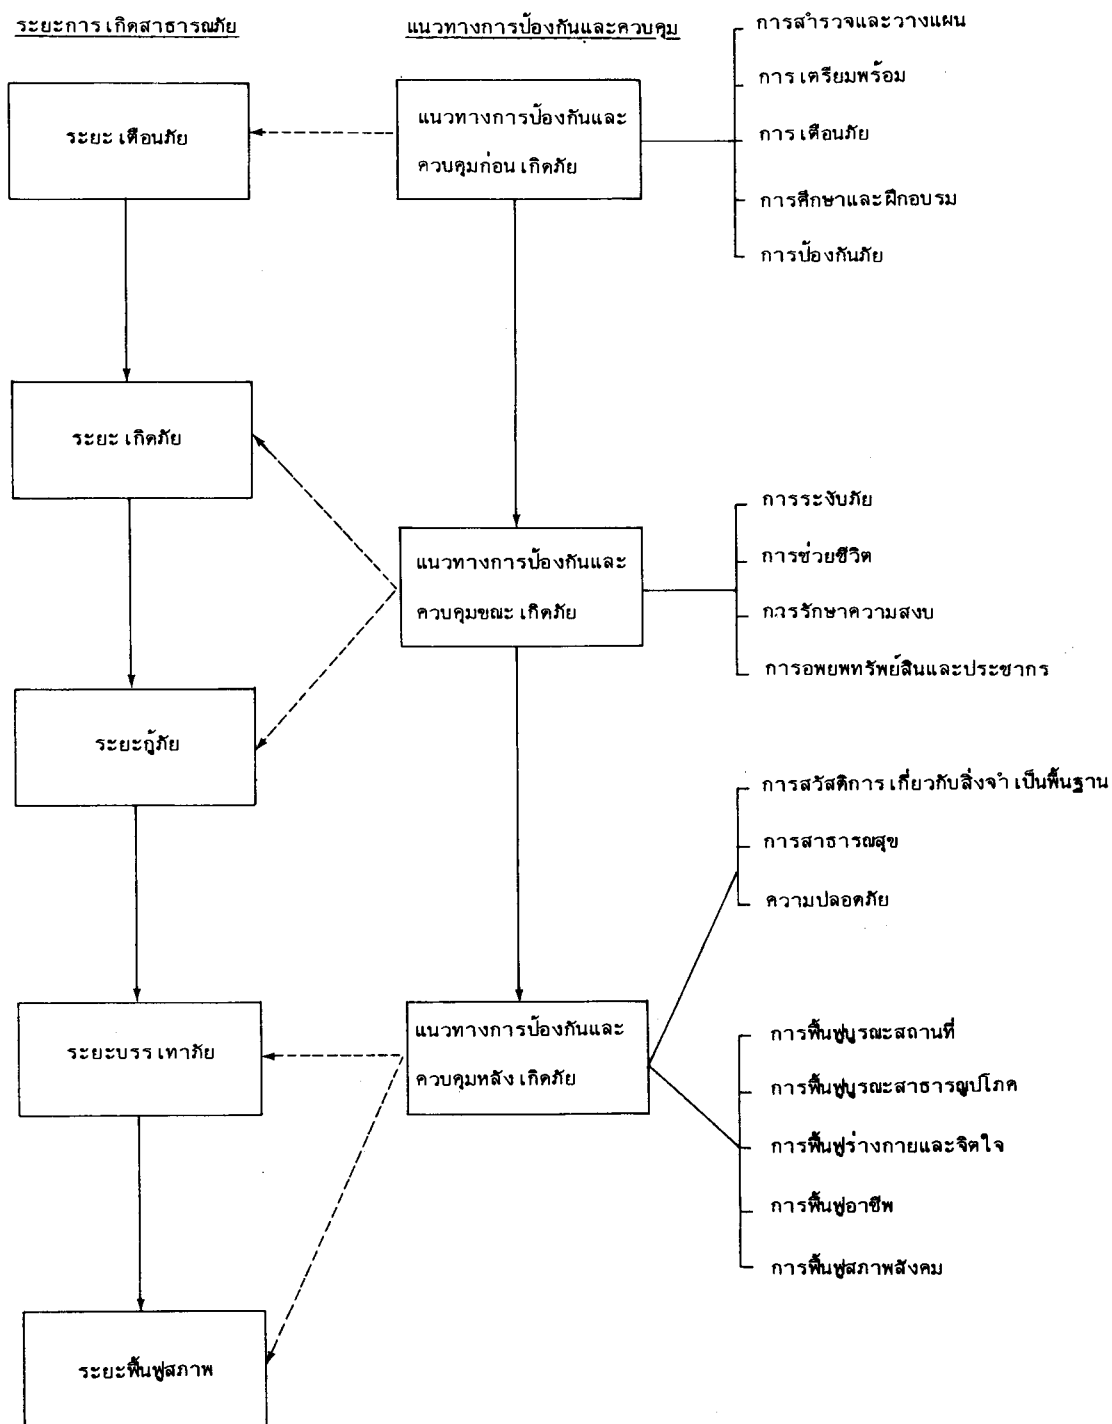 ระยะการเกิดสาธารณภัย
แนวทางการป้องกันและควบคุม
การสำรวจและวางแผน
การเตรียมพร้อม
การเตือนภัย
การศึกษาและฝึกอบรม
การป้องกันภัย
ระยะเตือนภัย
แนวทางการป้องกันและ
ควบคุมก่อนเกิดภัย
ระยะเกิดภัย
แนวทางการป้องกันและ
ควบคุมขณะเกิดภัย
การระงับภัย
การช่วยชีวิต
การรักษาความสงบ
การอพยพทรัพย์สินและประชากร
ระยะกู้ภัย
การสวัสดิการเกี่ยวกับสิ่งจำเป็นพื้นฐาน
การสาธารณสุข
ความปลอดภัย
ระยะบรรเทาภัย
แนวทางการป้องกันและ
ควบคุมหลังเกิดภัย
การฟื้นฟูบูรณะสถานที่
การฟื้นฟูบูรณะสาธารณูปโภค
การฟื้นฟูร่างกายและจิตใจ
การฟื้นฟูอาชีพ
การฟื้นฟูสภาพสังคม
ระยะฟื้นฟูสภาพ